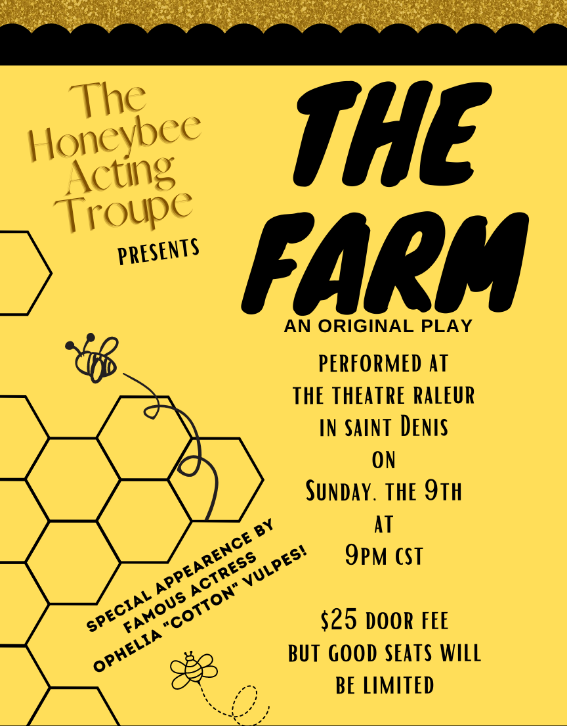 The
Honeybee
Acting
Troupe
PRESENTS
THE
FARM
AN ORIGINAL PLAY
PERFORMED AT
THE THEATRE RALEUR
IN SAINT DENIS
ON
SUNDAY. THE 9TH
AT
9PM CST
$25 DOOR FEE
BUT GOOD SEATS WILL
BE LIMITED
SPECIAL APPEARENCE BY
FAMOUS ACTRESS
OPHELIA "COTTON" VULPES!